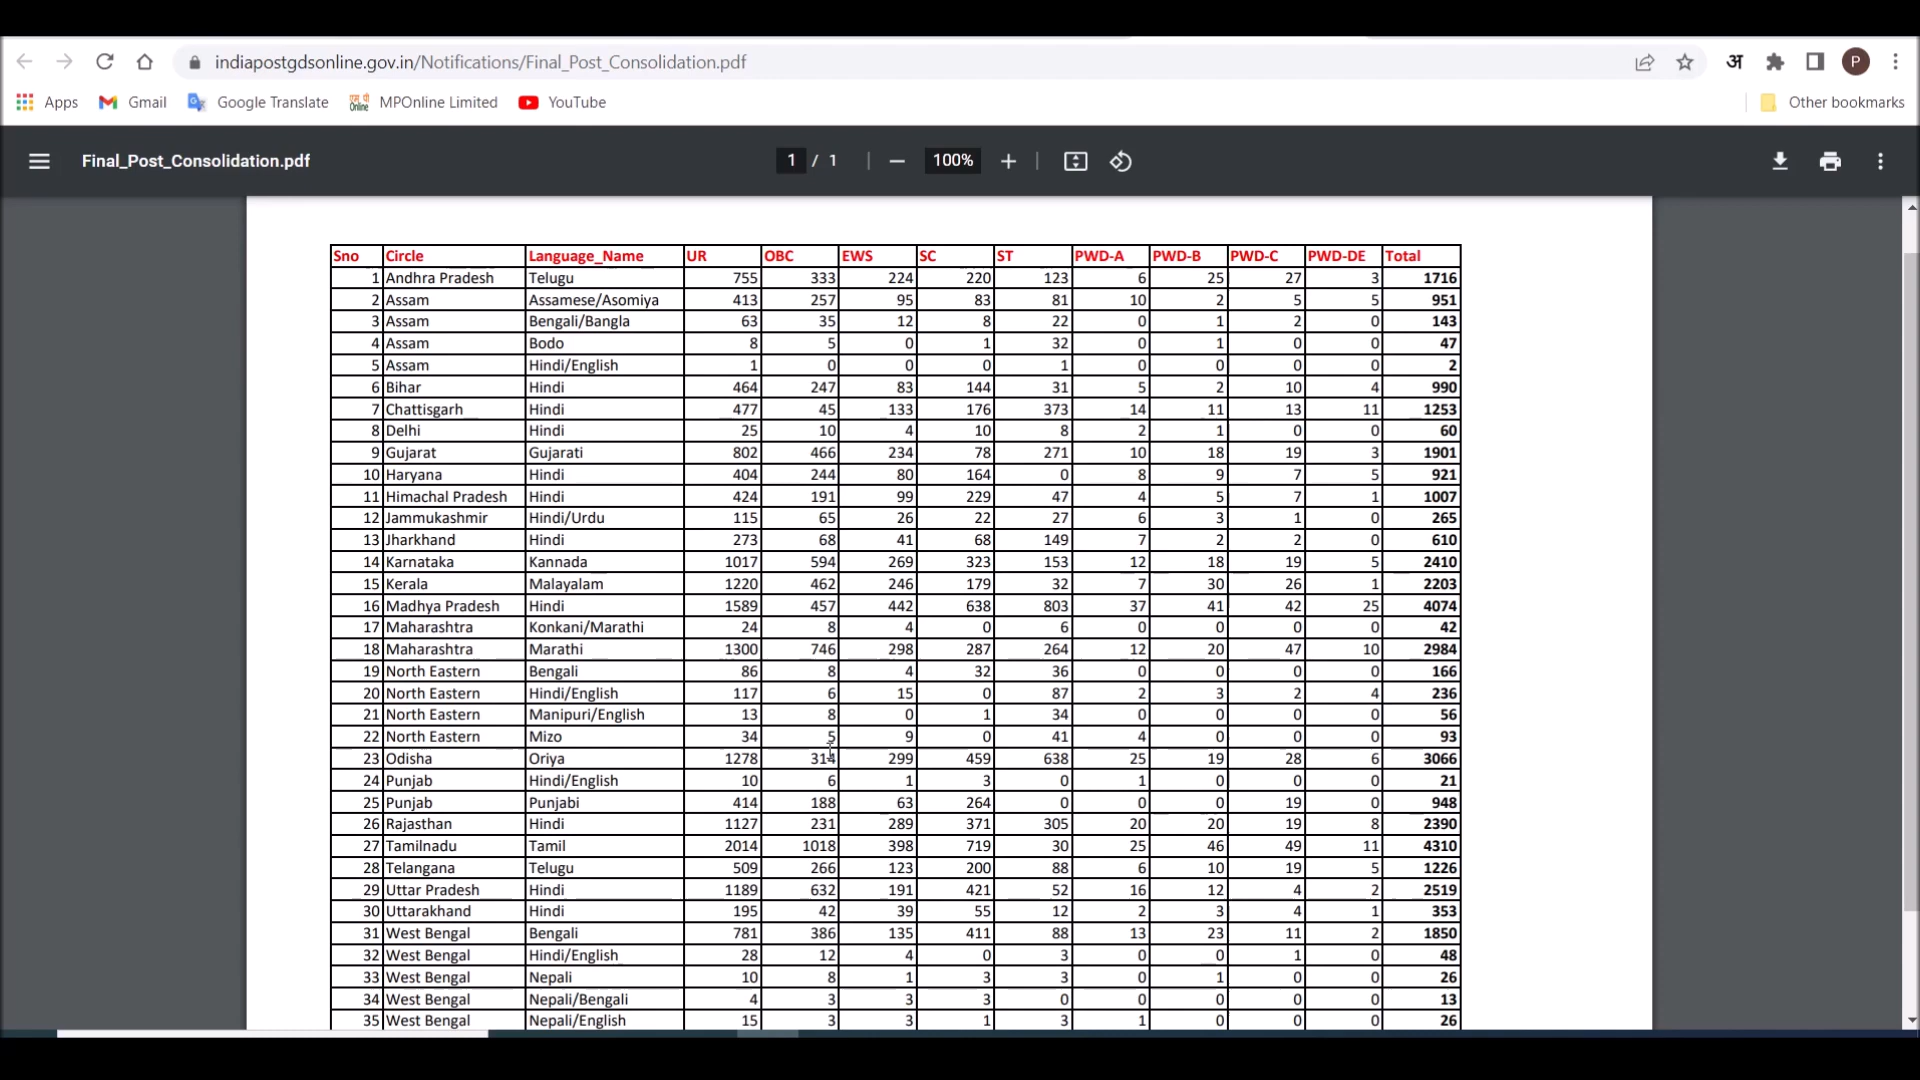 indiapostgdsonline.gov.in/Notifications/Final_Post_Consolidation.pdf अ P
Apps Gmail Google Translate MPOnline Limited YouTube Other bookmarks
Final_Post_Consolidation.pdf 1 / 1 100%
Sno Circle Language_Name UR OBC EWS SC ST PWD-A PWD-B PWD-C PWD-DE Total
1 Andhra Pradesh Telugu 755 333 224 220 123 6 25 27 3 1716
2 Assam Assamese/Asomiya 413 257 95 83 81 10 2 5 5 951
3 Assam Bengali/Bangla 63 35 12 8 22 0 1 2 0 143
4 Assam Bodo 8 5 0 1 32 0 1 0 0 47
5 Assam Hindi/English 1 0 0 0 1 0 0 0 0 2
6 Bihar Hindi 464 247 83 144 31 5 2 10 4 990
7 Chattisgarh Hindi 477 45 133 176 373 14 11 13 11 1253
8 Delhi Hindi 25 10 4 10 8 2 1 0 0 60
9 Gujarat Gujarati 802 466 234 78 271 10 18 19 3 1901
10 Haryana Hindi 404 244 80 164 0 8 9 7 5 921
11 Himachal Pradesh Hindi 424 191 99 229 47 4 5 7 1 1007
12 Jammukashmir Hindi/Urdu 115 65 26 22 27 6 3 1 0 265
13 Jharkhand Hindi 273 68 41 68 149 7 2 2 0 610
14 Karnataka Kannada 1017 594 269 323 153 12 18 19 5 2410
15 Kerala Malayalam 1220 462 246 179 32 7 30 26 1 2203
16 Madhya Pradesh Hindi 1589 457 442 638 803 37 41 42 25 4074
17 Maharashtra Konkani/Marathi 24 8 4 0 6 0 0 0 0 42
18 Maharashtra Marathi 1300 746 298 287 264 12 20 47 10 2984
19 North Eastern Bengali 86 8 4 32 36 0 0 0 0 166
20 North Eastern Hindi/English 117 6 15 0 87 2 3 2 4 236
21 North Eastern Manipuri/English 13 8 0 1 34 0 0 0 0 56
22 North Eastern Mizo 34 5 9 0 41 4 0 0 0 93
23 Odisha Oriya 1278 314 299 459 638 25 19 28 6 3066
24 Punjab Hindi/English 10 6 1 3 0 1 0 0 0 21
25 Punjab Punjabi 414 188 63 264 0 0 0 19 0 948
26 Rajasthan Hindi 1127 231 289 371 305 20 20 19 8 2390
27 Tamilnadu Tamil 2014 1018 398 719 30 25 46 49 11 4310
28 Telangana Telugu 509 266 123 200 88 6 10 19 5 1226
29 Uttar Pradesh Hindi 1189 632 191 421 52 16 12 4 2 2519
30 Uttarakhand Hindi 195 42 39 55 12 2 3 4 1 353
31 West Bengal Bengali 781 386 135 411 88 13 23 11 2 1850
32 West Bengal Hindi/English 28 12 4 0 3 0 0 1 0 48
33 West Bengal Nepali 10 8 1 3 3 0 1 0 0 26
34 West Bengal Nepali/Bengali 4 3 3 3 0 0 0 0 0 13
35 West Bengal Nepali/English 15 3 3 1 3 1 0 0 0 26